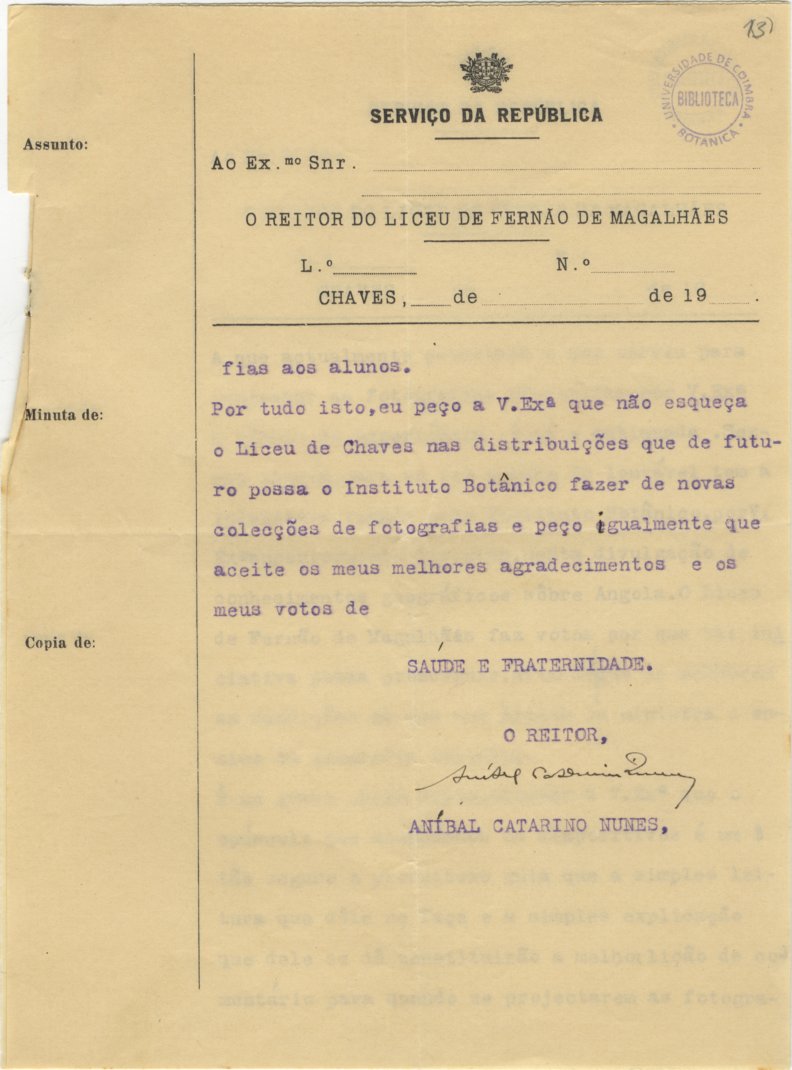 13)
UNIVERSIDADE DE COIMBRA
BIBLIOTECA
BOTANICA
SERVIÇO DA REPÚBLICA
Assunto:
Ao Ex.mo Snr.
O REITOR DO LICEU DE FERNÃO DE MAGALHÃES
L.º N.º
CHAVES, de de 19 .
fias aos alunos.
Minuta de:
Por tudo isto,eu peço a V.Exª que não esqueça
o Liceu de Chaves nas distribuições que de futu-
ro possa o Instituto Botânico fazer de novas
colecções de fotografias e peço igualmente que
aceite os meus melhores agradecimentos e os
meus votos de
Copia de:
SAÚDE E FRATERNIDADE.
O REITOR,
ANÍBAL CATARINO NUNES,